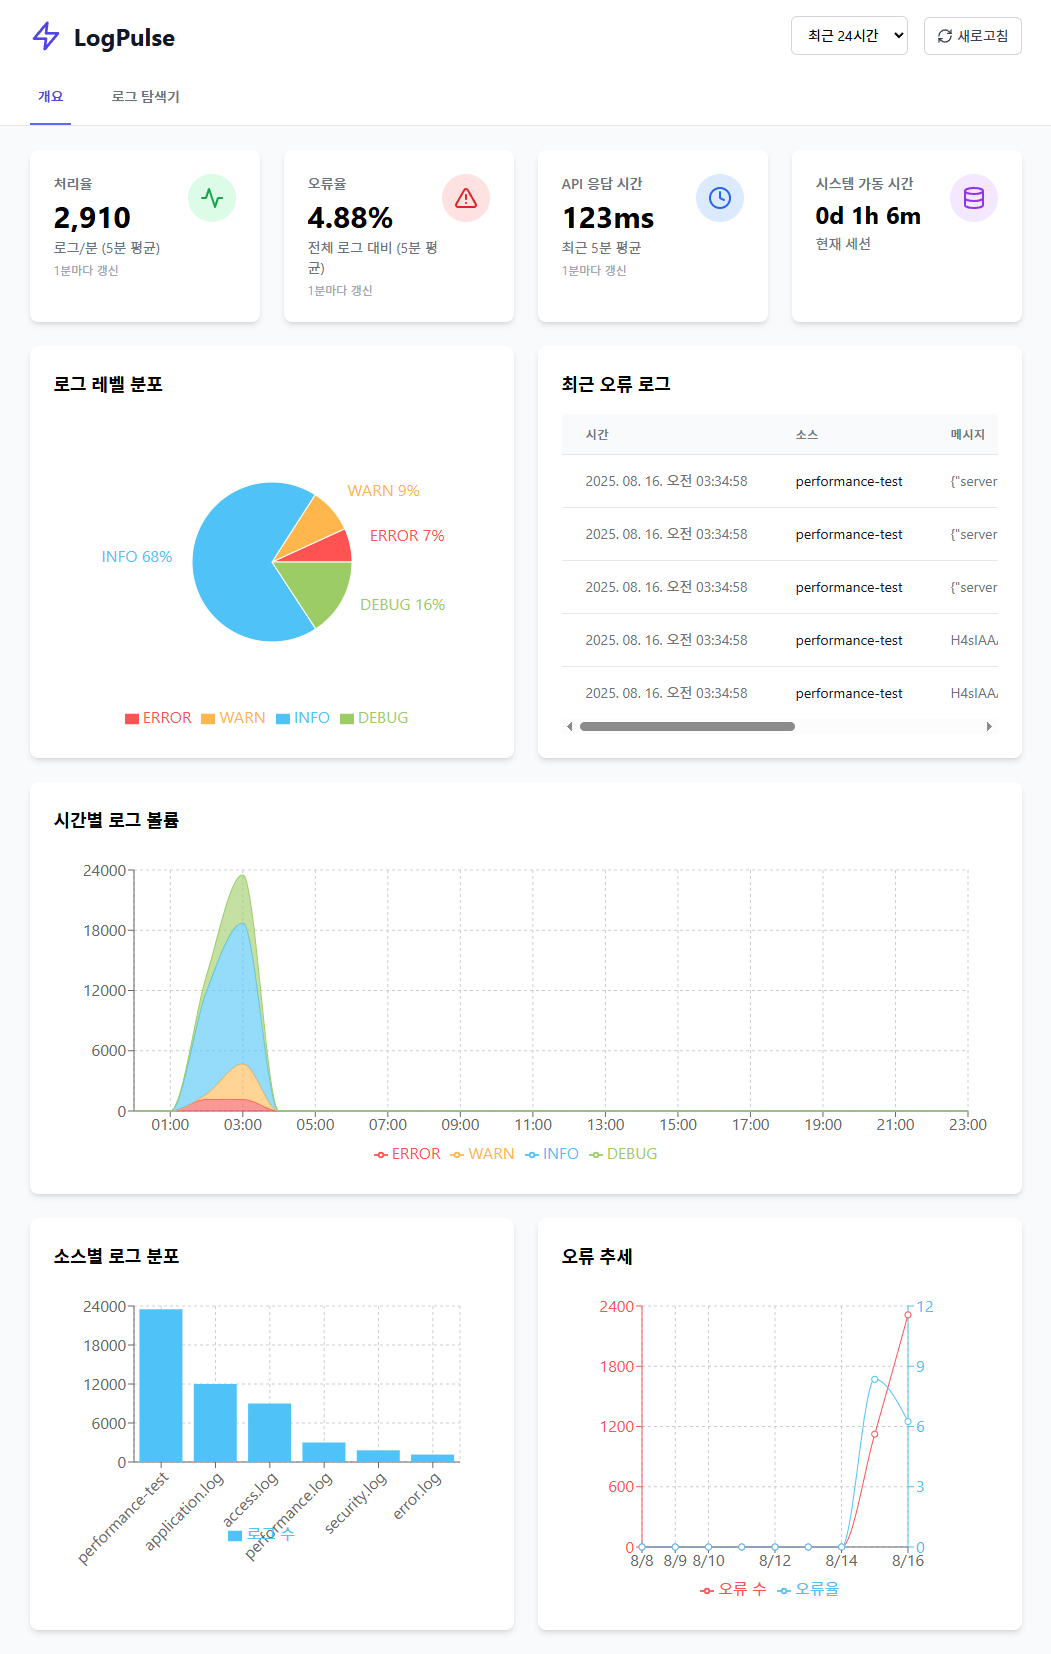 LogPulse
최근 24시간
새로고침
개요
로그 탐색기
처리율
2,910
로그/분 (5분 평균)
1분마다 갱신
오류율
4.88%
전체 로그 대비 (5분 평
균)
1분마다 갱신
API 응답 시간
123ms
최근 5분 평균
1분마다 갱신
시스템 가동 시간
0d 1h 6m
현재 세션
로그 레벨 분포
WARN 9%
ERROR 7%
INFO 68%
DEBUG 16%
ERROR WARN INFO DEBUG
최근 오류 로그
시간 소스 메시지
2025. 08. 16. 오전 03:34:58 performance-test {"server
2025. 08. 16. 오전 03:34:58 performance-test {"server
2025. 08. 16. 오전 03:34:58 performance-test {"server
2025. 08. 16. 오전 03:34:58 performance-test H4sIAA
2025. 08. 16. 오전 03:34:58 performance-test H4sIAA
시간별 로그 볼륨
24000
18000
12000
6000
0
01:00 03:00 05:00 07:00 09:00 11:00 13:00 15:00 17:00 19:00 21:00 23:00
ERROR WARN INFO DEBUG
소스별 로그 분포
24000
18000
12000
6000
0
performance-test application.log access.log performance.log security.log error.log
로그 수
오류 추세
2400 12
1800 9
1200 6
600 3
0 0
8/8 8/9 8/10 8/12 8/14 8/16
오류 수 오류율